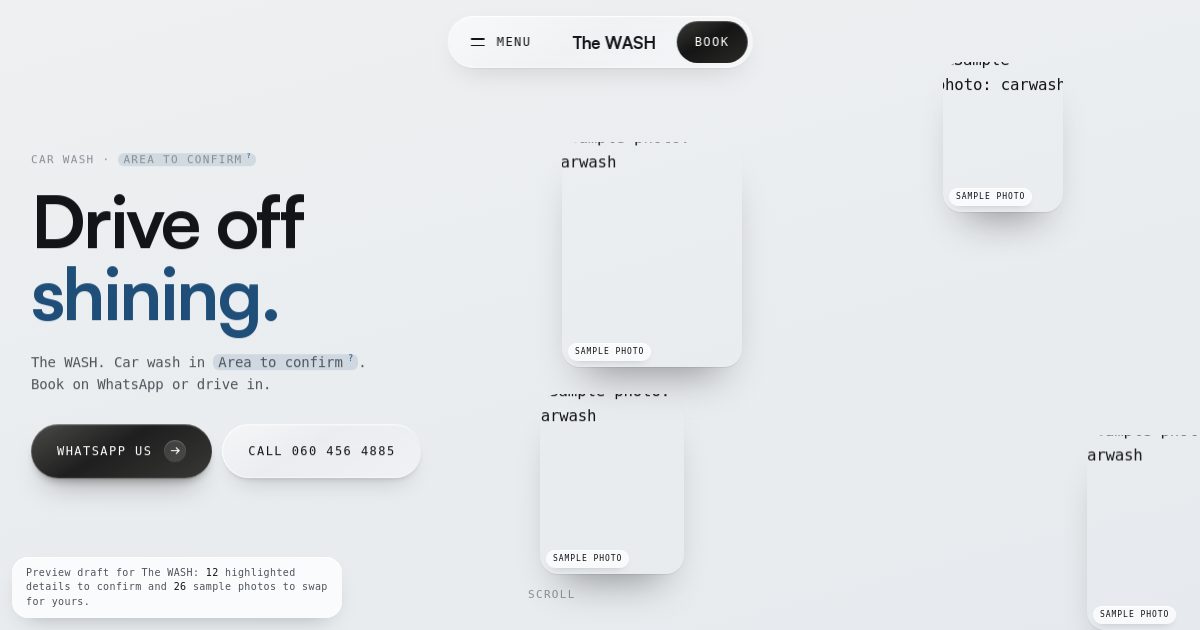 MENU
The WASH
BOOK
photo: carwash
SAMPLE PHOTO
CAR WASH · AREA TO CONFIRM ?
Drive off
shining.
The WASH. Car wash in Area to confirm ?.
Book on WhatsApp or drive in.
WHATSAPP US
CALL 060 456 4885
arwash
SAMPLE PHOTO
arwash
SAMPLE PHOTO
SCROLL
arwash
SAMPLE PHOTO
Preview draft for The WASH: 12 highlighted
details to confirm and 26 sample photos to swap
for yours.